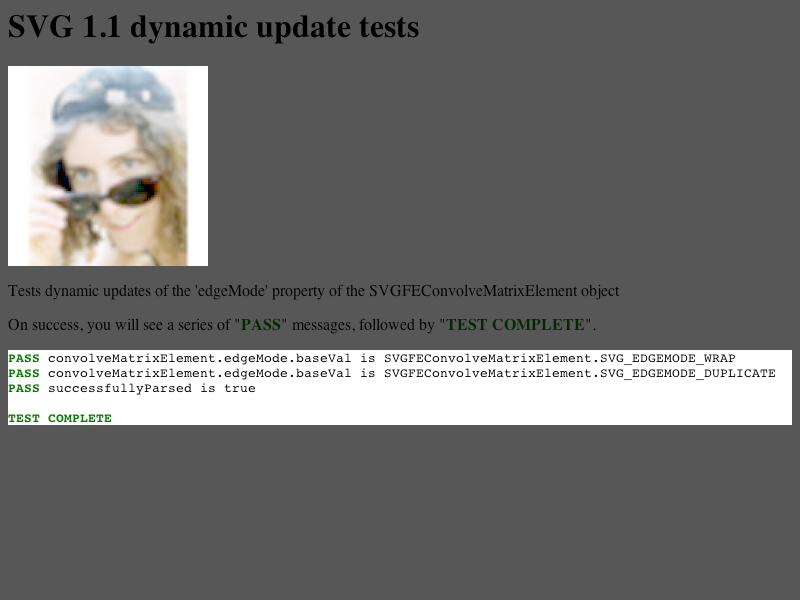 SVG 1.1 dynamic update tests
Tests dynamic updates of the 'edgeMode' property of the SVGFEConvolveMatrixElement object
On success, you will see a series of "PASS" messages, followed by "TEST COMPLETE".
PASS convolveMatrixElement.edgeMode.baseVal is SVGFEConvolveMatrixElement.SVG_EDGEMODE_WRAP
PASS convolveMatrixElement.edgeMode.baseVal is SVGFEConvolveMatrixElement.SVG_EDGEMODE_DUPLICATE
PASS successfullyParsed is true
TEST COMPLETE